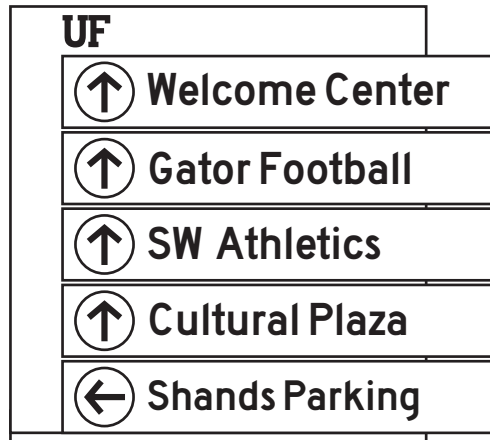 UF
Welcome Center
Gator Football
SW Athletics
Cultural Plaza
Shands Parking